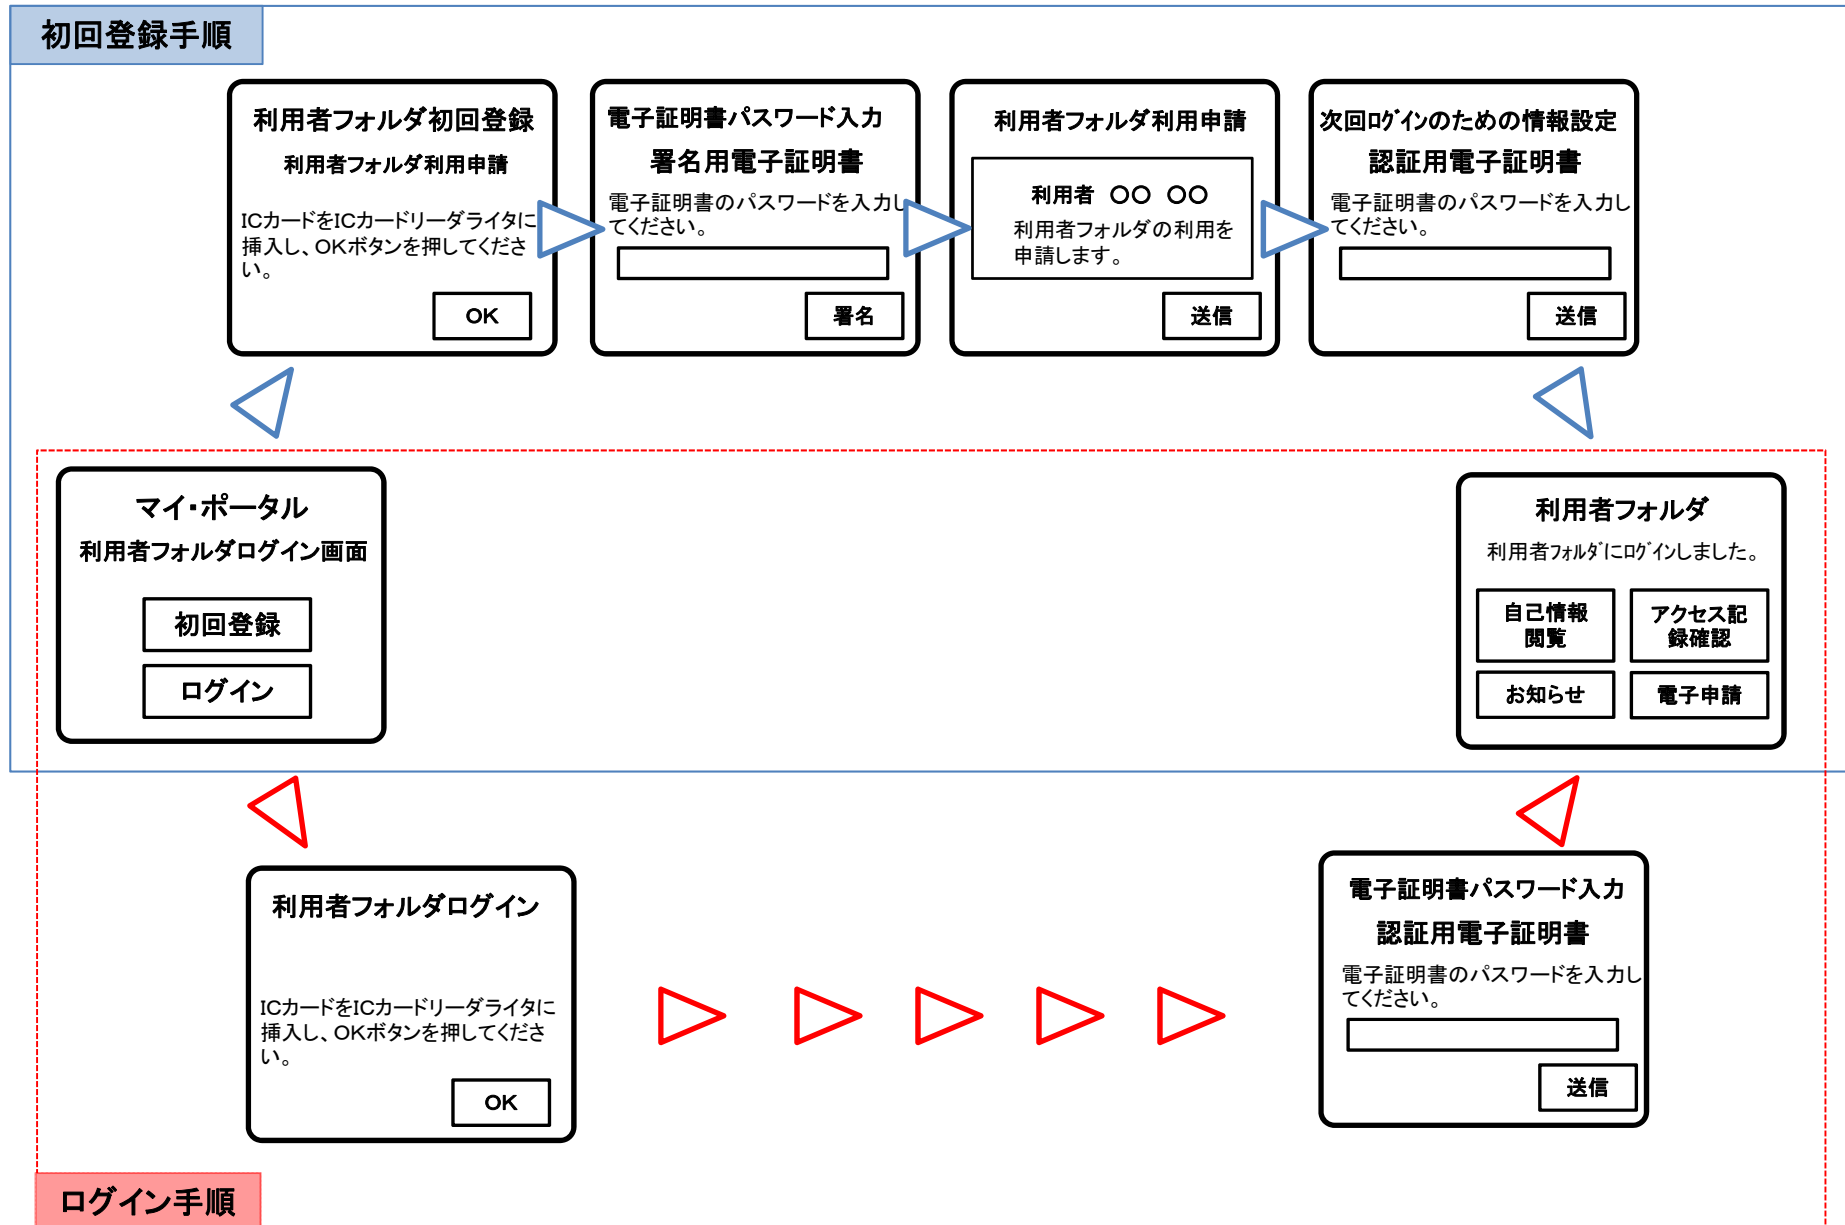 初回登録手順
利用者フォルダ初回登録
利用者フォルダ利用申請
ICカードをICカードリーダライタに
挿入し、OKボタンを押してくださ
い。
OK
電子証明書パスワード入力
署名用電子証明書
電子証明書のパスワードを入力し
てください。
署名
利用者フォルダ利用申請
利用者 〇〇 〇〇
利用者フォルダの利用を
申請します。
送信
次回ﾛｸﾞｲﾝのための情報設定
認証用電子証明書
電子証明書のパスワードを入力し
てください。
送信
マイ・ポータル
利用者フォルダログイン画面
初回登録
ログイン
利用者フォルダ
利用者ﾌｫﾙﾀﾞにﾛｸﾞｲﾝしました。
自己情報
閲覧
アクセス記
録確認
お知らせ
電子申請
利用者フォルダログイン
ICカードをICカードリーダライタに
挿入し、OKボタンを押してくださ
い。
OK
電子証明書パスワード入力
認証用電子証明書
電子証明書のパスワードを入力し
てください。
送信
ログイン手順